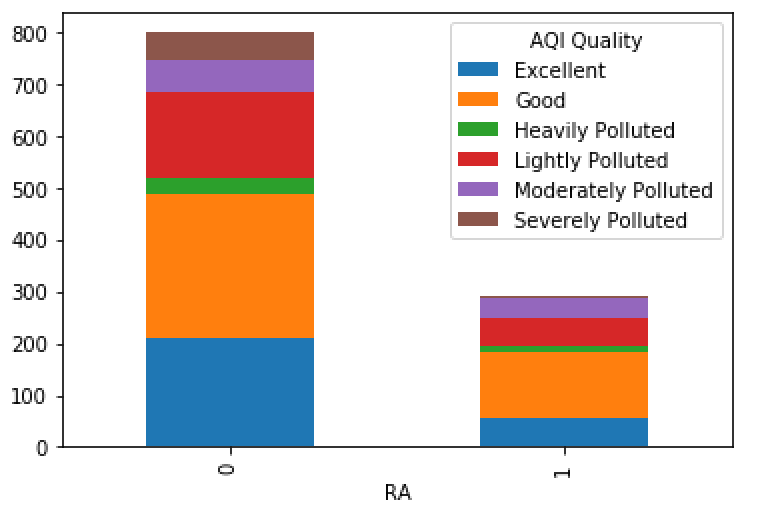 800
700
600
500
400
300
200
100
0
AQI Quality
Excellent
Good
Heavily Polluted
Lightly Polluted
Moderately Polluted
Severely Polluted
0
1
RA